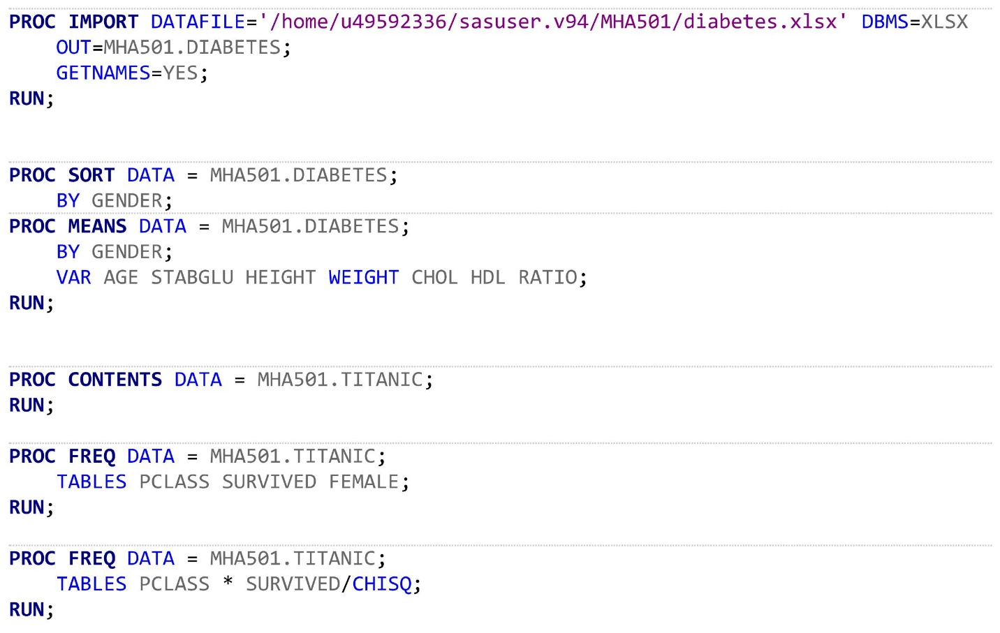 PROC IMPORT DATAFILE='/home/u49592336/sasuser.v94/MHA501/diabetes.xlsx' DBMS=XLSX
OUT=MHA501.DIABETES;
GETNAMES=YES;
RUN;
PROC SORT DATA = MHA501.DIABETES;
BY GENDER;
PROC MEANS DATA = MHA501.DIABETES;
BY GENDER;
VAR AGE STABGLU HEIGHT WEIGHT CHOL HDL RATIO;
RUN;
PROC CONTENTS DATA = MHA501.TITANIC;
RUN;
PROC FREQ DATA = MHA501.TITANIC;
TABLES PCLASS SURVIVED FEMALE;
RUN;
PROC FREQ DATA = MHA501.TITANIC;
TABLES PCLASS * SURVIVED/CHISQ;
RUN;